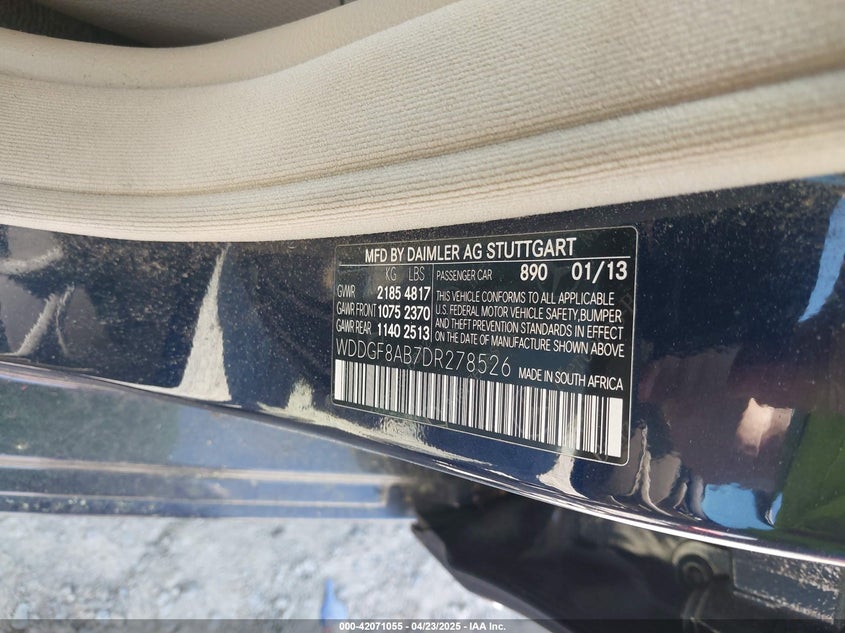 MFD BY DAIMLER AG STUTTGART
KG LBS PASSENGER CAR 890 01/13
GVWR 2185 4817 THIS VEHICLE CONFORMS TO ALL APPLICABLE
GAWR FRONT 1075 2370 U.S. FEDERAL MOTOR VEHICLE SAFETY, BUMPER
GAWR REAR 1140 2513 AND THEFT PREVENTION STANDARDS IN EFFECT
ON THE DATE OF MANUFACTURE SHOWN ABOVE
WDDGF8AB7DR278526 MADE IN SOUTH AFRICA
000-42071055 - 04/23/2025 - IAA Inc.